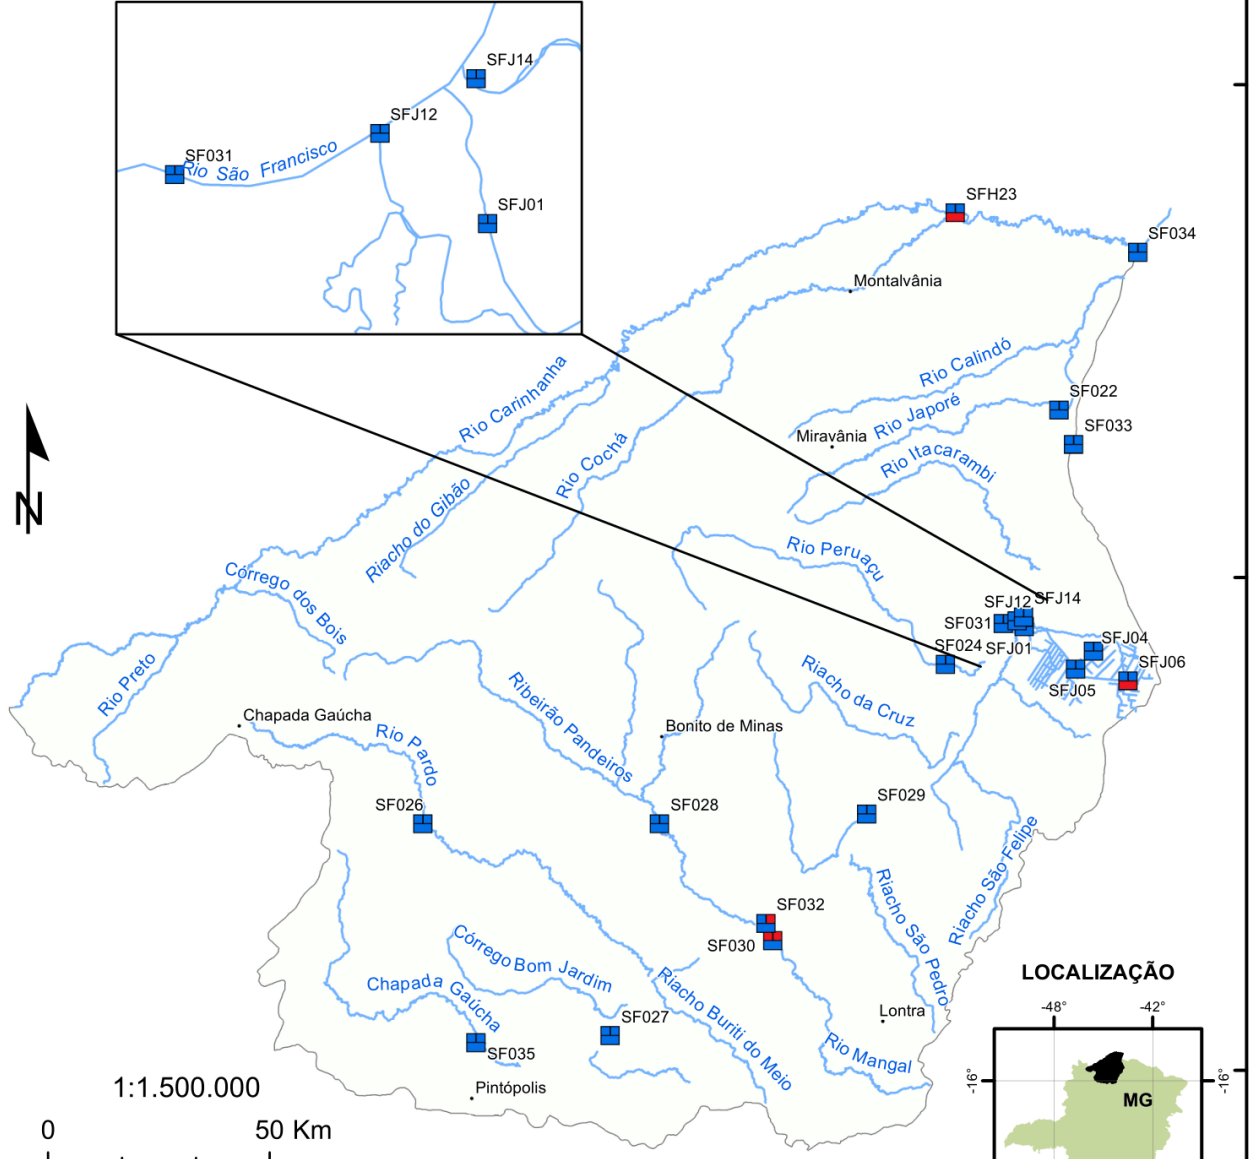 SFJ14
SFJ12
SF031
Rio São Francisco
SFJ01
SFH23
SF034
Montalvânia
Rio Calindó
Rio Carinhanha
SF022
Rio Japoré
SF033
Miravânia
Rio Cochá
Rio Itacarambi
Riacho do Gibão
N
Rio Peruaçu
Córrego dos Bois
SFJ12
SFJ14
SF031
SF024
SFJ01
SFJ04
SFJ06
SFJ05
Rio Preto
Riacho da Cruz
Ribeirão Pandeiros
Chapada Gaúcha
Bonito de Minas
Rio Pardo
SF026
SF028
SF029
Riacho São Felipe
SF032
SF030
Riacho São Pedro
Córrego Bom Jardim
Chapada Gaúcha
Riacho Buriti do Meio
SF027
SF035
Lontra
Rio Mangal
Pintópolis
LOCALIZAÇÃO
-48°
-42°
-16°
-16°
MG
1:1.500.000
0
50 Km